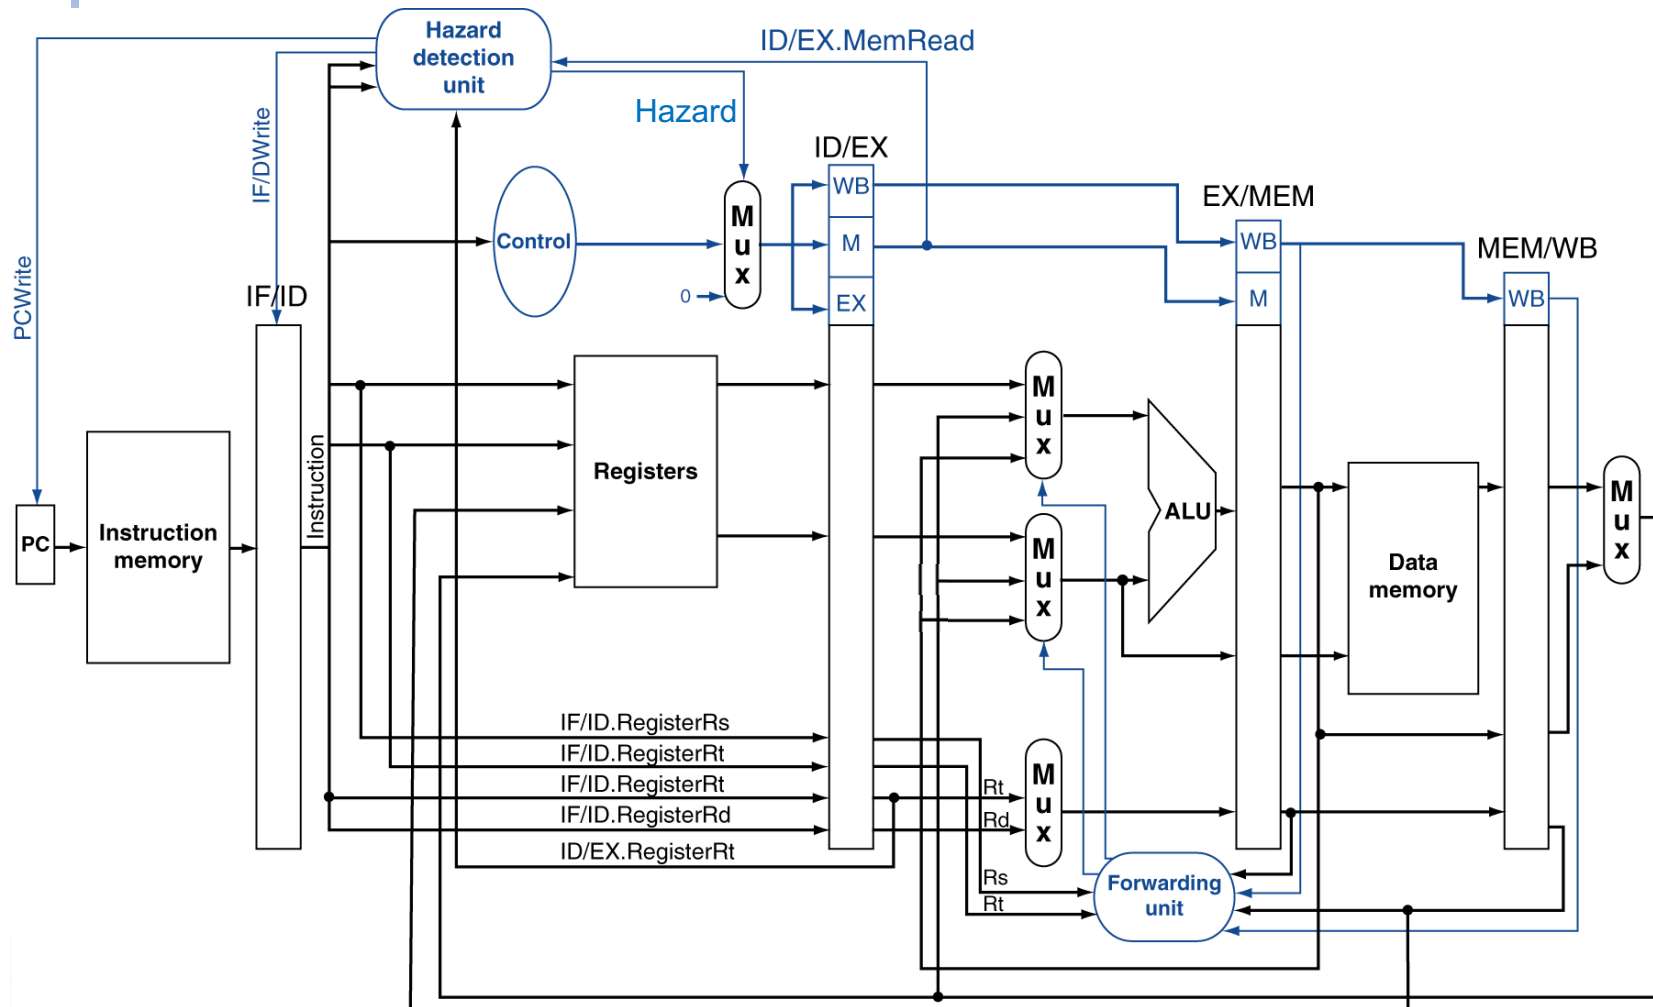 Hazard
detection
unit
ID/EX.MemRead
Hazard
IF/DWrite
PCWrite
IF/ID
Control
M
u
x
0
ID/EX
WB
M
EX
EX/MEM
WB
M
MEM/WB
WB
PC
Instruction
memory
Instruction
Registers
M
u
x
M
u
x
ALU
Data
memory
M
u
x
IF/ID.RegisterRs
IF/ID.RegisterRt
IF/ID.RegisterRt
IF/ID.RegisterRd
ID/EX.RegisterRt
Rt
Rd
M
u
x
Rs
Rt
Forwarding
unit